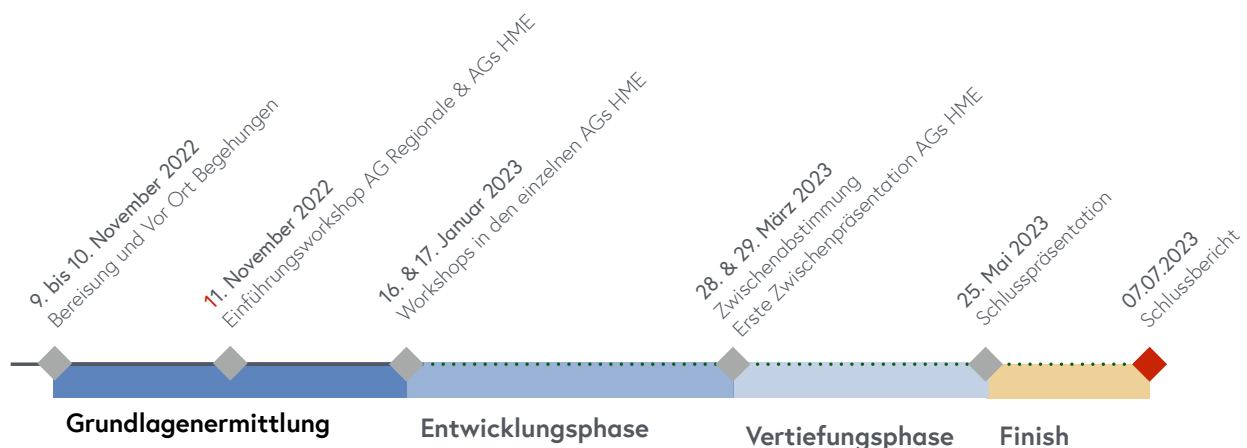 9. bis 10. November 2022
Bereisung und Vor Ort Begehungen
11. November 2022
Einführungsworkshop AG Regionale & AGs HME
16. & 17. Januar 2023
Workshops in den einzelnen AGs HME
28. & 29. März 2023
Zwischenabstimmung
Erste Zwischenpräsentation AGs HME
25. Mai 2023
Schlusspräsentation
07.07.2023
Schlussbericht
Grundlagenermittlung
Entwicklungsphase
Vertiefungsphase
Finish